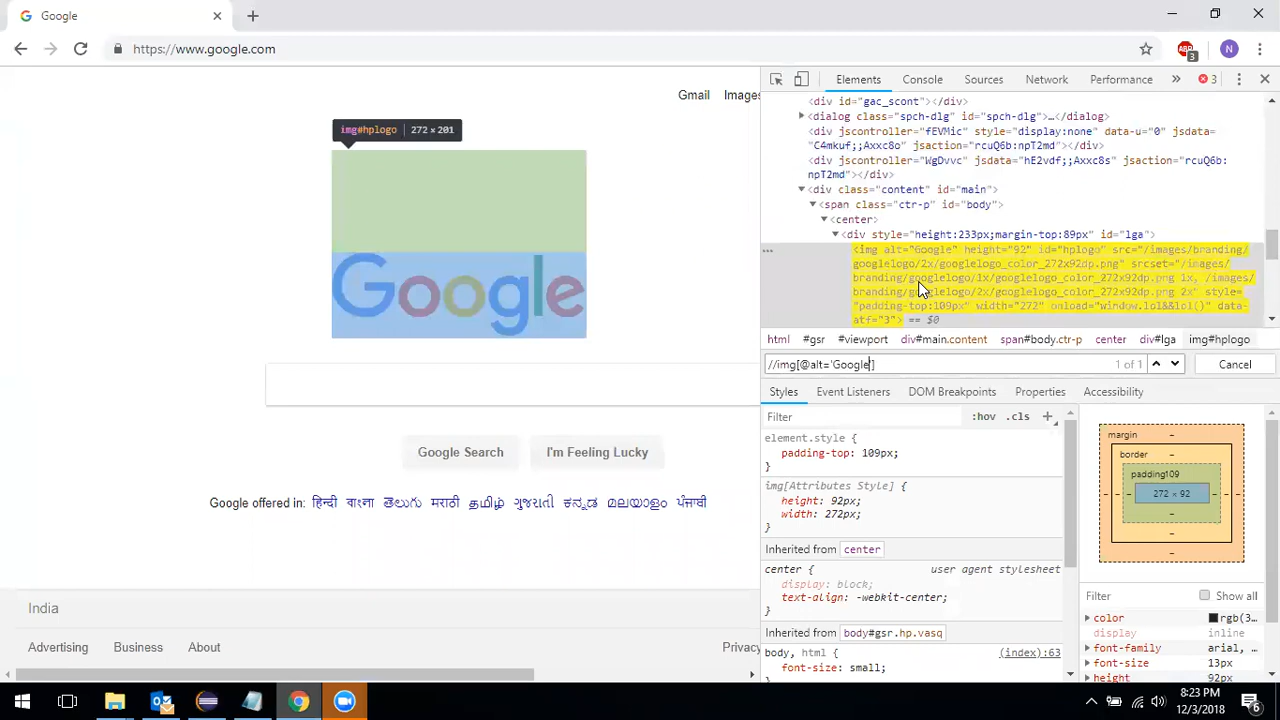 Google
https://www.google.com
ABP
3
N
Gmail Images
img#hplogo 272 × 201
Google
Google Search I'm Feeling Lucky
Google offered in: हिन्दी বাংলা తెలుగు मराठी தமிழ் ગુજરાતી ಕನ್ನಡ മലയാളം ਪੰਜਾਬੀ
India
Advertising Business About Privacy
Elements Console Sources Network Performance » 3
<div id="gac_scont"></div>
<dialog class="spch-dlg" id="spch-dlg">…</dialog>
<div jscontroller="fEVMic" style="display:none" data-u="0" jsdata=
"C4mkuf;;Axxc8o" jsaction="rcuQ6b:npT2md"></div>
<div jscontroller="WgDvvc" jsdata="hE2vdf;;Axxc8s" jsaction="rcuQ6b:
npT2md"></div>
<div class="content" id="main">
<span class="ctr-p" id="body">
<center>
<div style="height:233px;margin-top:89px" id="lga">
… <img alt="Google" height="92" id="hplogo" src="/images/branding/
googlelogo/2x/googlelogo_color_272x92dp.png" srcset="/images/
branding/googlelogo/1x/googlelogo_color_272x92dp.png 1x, /images/
branding/googlelogo/2x/googlelogo_color_272x92dp.png 2x" style=
"padding-top:109px" width="272" onload="window.lol&&lol()" data-
atf="3"> == $0
html #gsr #viewport div#main.content span#body.ctr-p center div#lga img#hplogo
//img[@alt='Google'] 1 of 1 Cancel
Styles Event Listeners DOM Breakpoints Properties Accessibility
Filter :hov .cls +
element.style {
padding-top: 109px;
}
img[Attributes Style] {
height: 92px;
width: 272px;
}
Inherited from center
center { user agent stylesheet
display: block;
text-align: -webkit-center;
}
Inherited from body#gsr.hp.vasq
body, html { (index):63
font-size: small;
margin –
border –
padding109
– – – 272 × 92 – – –
–
–
–
Filter Show all
color rgb(3…
display inline
font-family arial, …
font-size 13px
height 92px
8:23 PM
12/3/2018
6